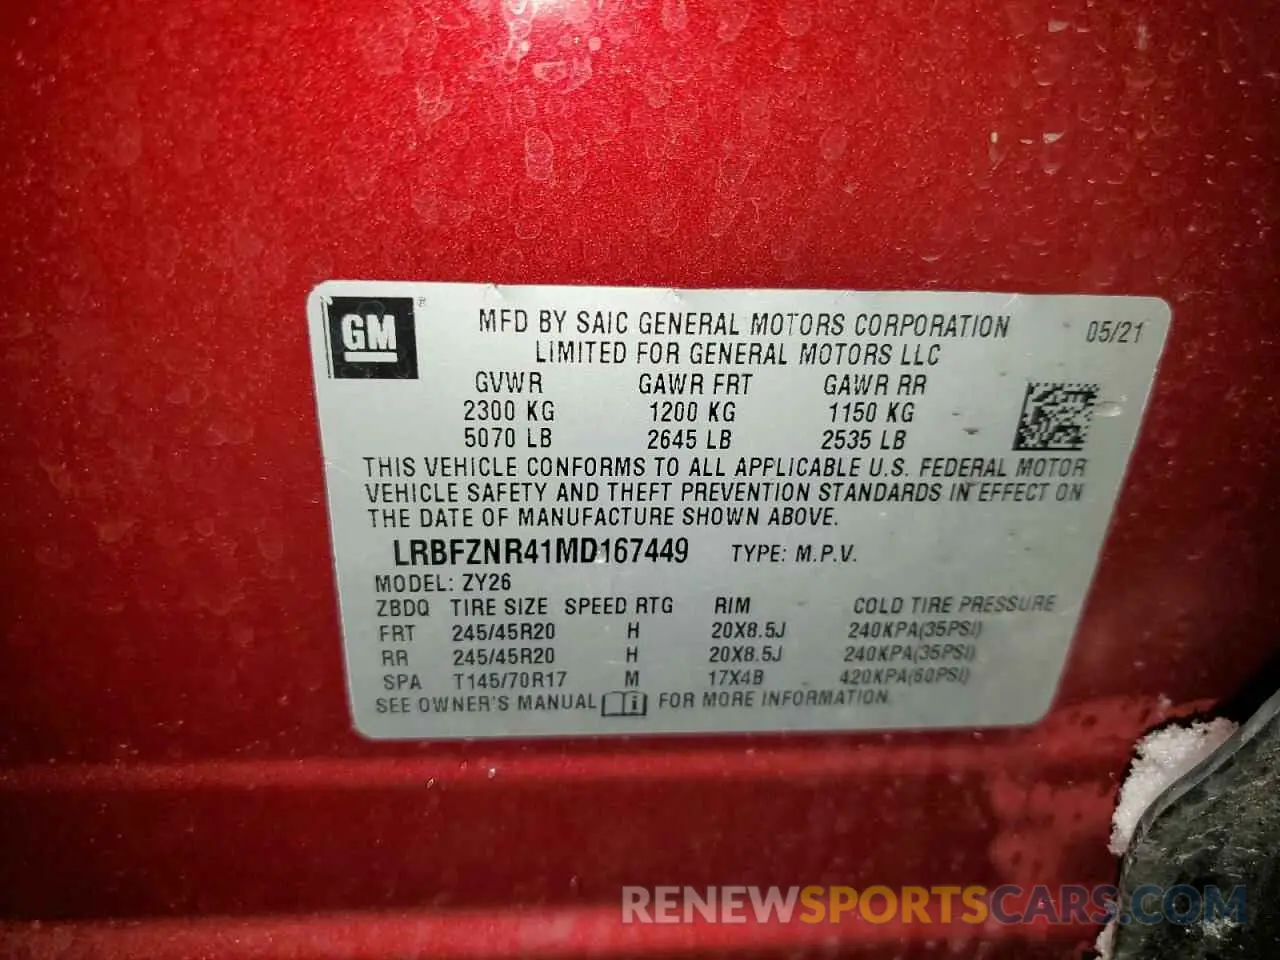 GM ®
MFD BY SAIC GENERAL MOTORS CORPORATION 05/21
LIMITED FOR GENERAL MOTORS LLC
GVWR GAWR FRT GAWR RR
2300 KG 1200 KG 1150 KG
5070 LB 2645 LB 2535 LB
THIS VEHICLE CONFORMS TO ALL APPLICABLE U.S. FEDERAL MOTOR
VEHICLE SAFETY AND THEFT PREVENTION STANDARDS IN EFFECT ON
THE DATE OF MANUFACTURE SHOWN ABOVE.
LRBFZNR41MD167449 TYPE: M.P.V.
MODEL: ZY26
ZBDQ TIRE SIZE SPEED RTG RIM COLD TIRE PRESSURE
FRT 245/45R20 H 20X8.5J 240KPA(35PSI)
RR 245/45R20 H 20X8.5J 240KPA(35PSI)
SPA T145/70R17 M 17X4B 420KPA(60PSI)
SEE OWNER'S MANUAL i FOR MORE INFORMATION
RENEWSPORTSCARS.COM